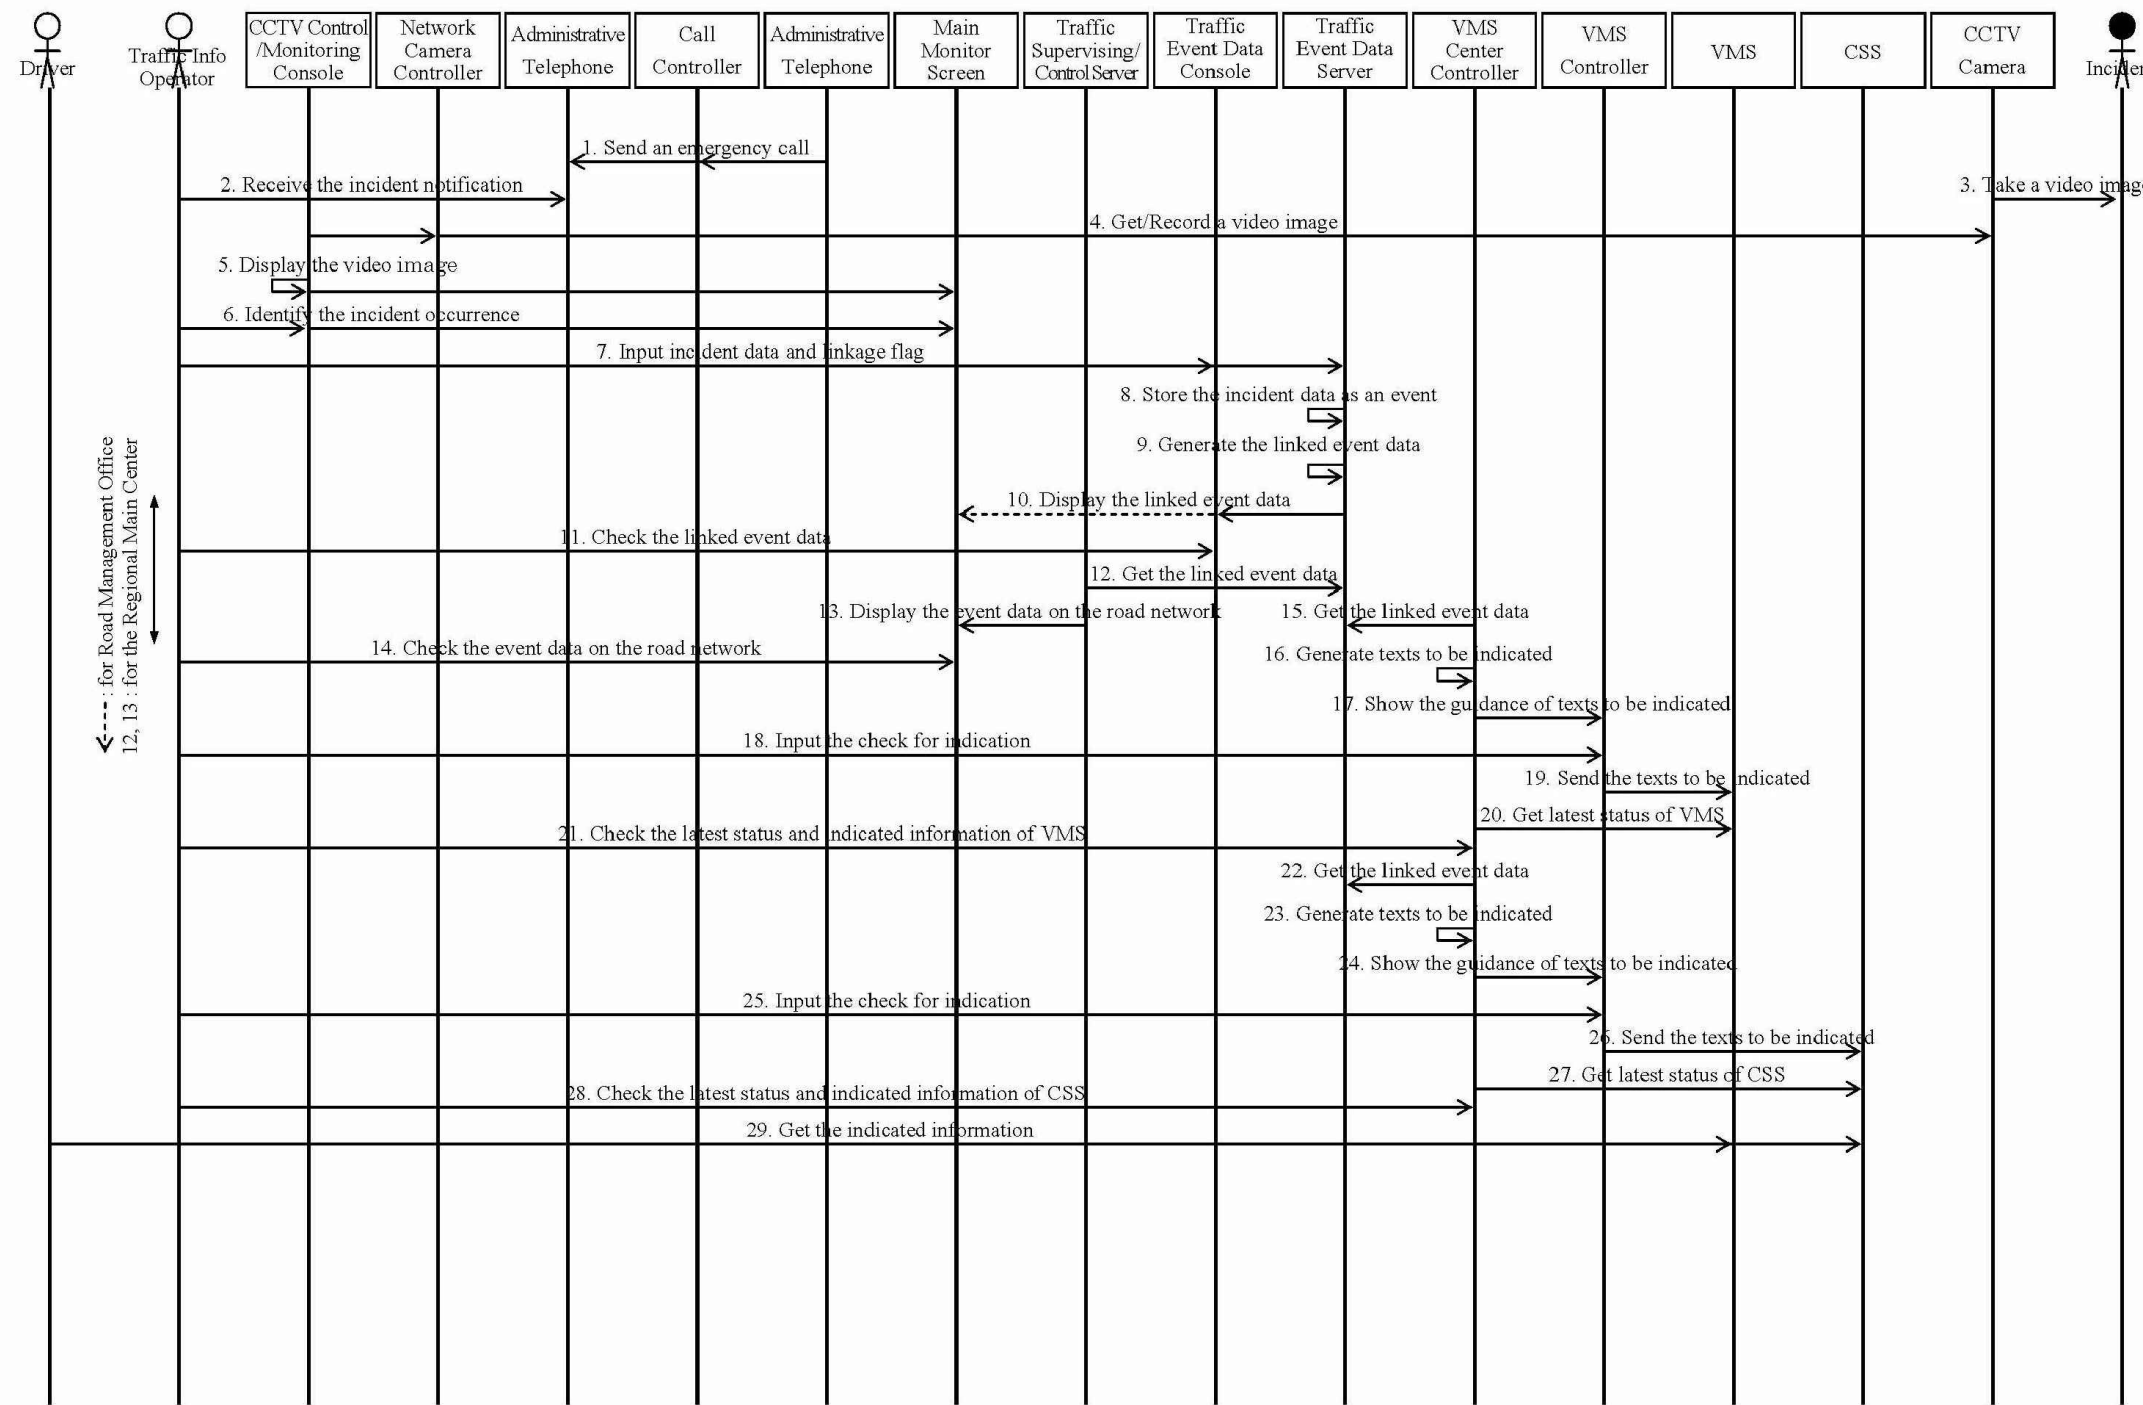 Driver
Traffic Info
Operator
CCTV Control
/Monitoring
Console
Network
Camera
Controller
Administrative
Telephone
Call
Controller
Administrative
Telephone
Main
Monitor
Screen
Traffic
Supervising/
Control Server
Traffic
Event Data
Console
Traffic
Event Data
Server
VMS
Center
Controller
VMS
Controller
VMS
CSS
CCTV
Camera
Inciden
1. Send an emergency call
2. Receive the incident notification
3. Take a video image
4. Get/Record a video image
5. Display the video image
6. Identify the incident occurrence
7. Input incident data and linkage flag
8. Store the incident data as an event
9. Generate the linked event data
10. Display the linked event data
11. Check the linked event data
12. Get the linked event data
13. Display the event data on the road network
15. Get the linked event data
14. Check the event data on the road network
16. Generate texts to be indicated
17. Show the guidance of texts to be indicated
18. Input the check for indication
19. Send the texts to be indicated
20. Get latest status of VMS
21. Check the latest status and indicated information of VMS
22. Get the linked event data
23. Generate texts to be indicated
24. Show the guidance of texts to be indicated
25. Input the check for indication
26. Send the texts to be indicated
27. Get latest status of CSS
28. Check the latest status and indicated information of CSS
29. Get the indicated information
: for Road Management Office
12, 13 : for the Regional Main Center